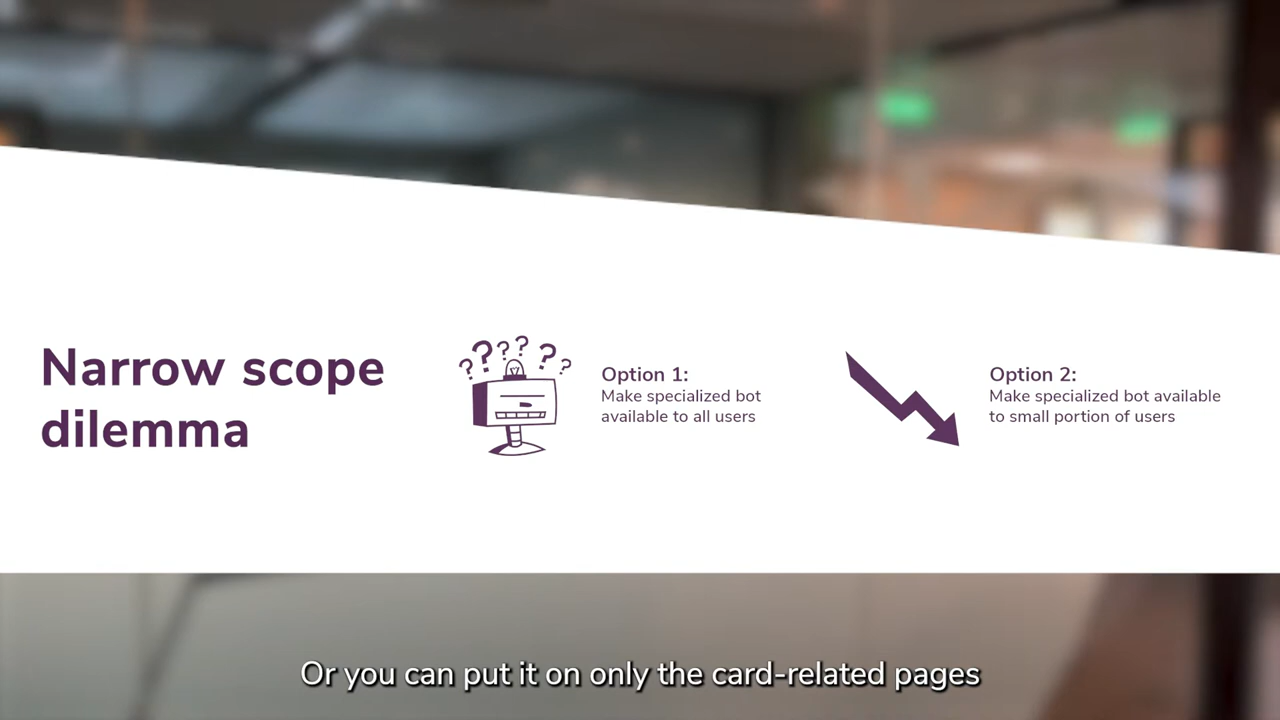 Narrow scope
dilemma
? ? ? ? ? ?
Option 1:
Make specialized bot
available to all users
Option 2:
Make specialized bot available
to small portion of users
Or you can put it on only the card-related pages